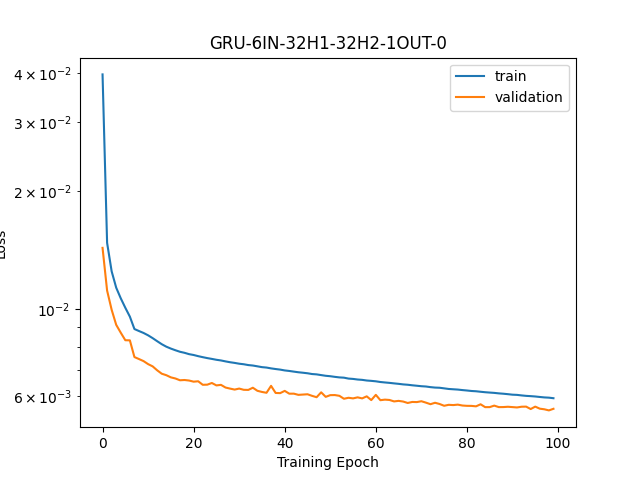 GRU-6IN-32H1-32H2-1OUT-0
train
validation
4 × 10⁻²
3 × 10⁻²
2 × 10⁻²
10⁻²
6 × 10⁻³
Loss
0 20 40 60 80 100
Training Epoch